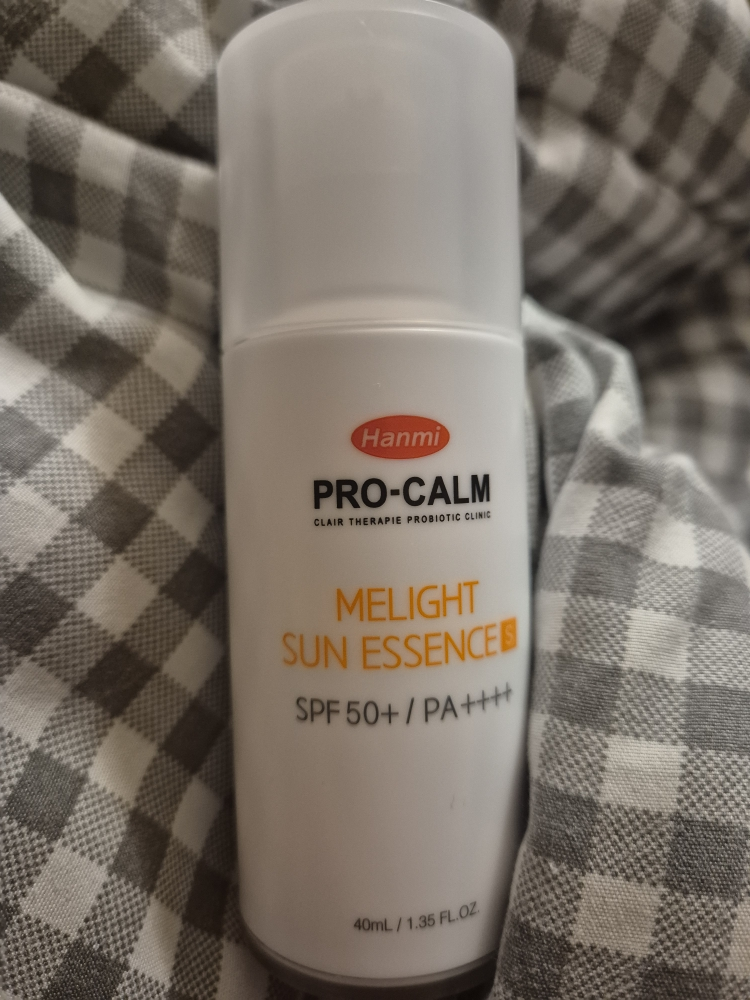 Hanmi
PRO-CALM
CLAIR THERAPIE PROBIOTIC CLINIC
MELIGHT
SUN ESSENCE S
SPF 50+ / PA++++
40mL / 1.35 FL.OZ.